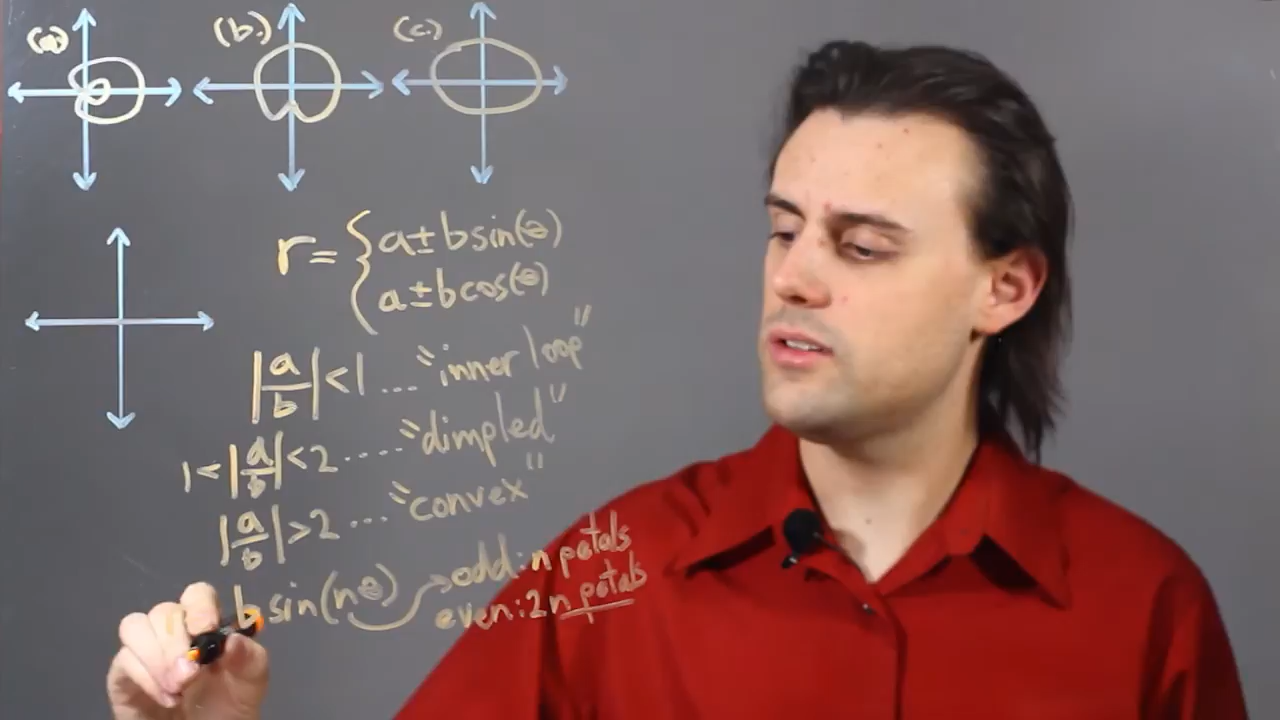 (a) (b.) (c.)
r = { a ± b sin(θ)
a ± b cos(θ)
|a/b| < 1 ... "inner loop"
1 < |a/b| < 2 ..... "dimpled"
|a/b| > 2 .... "convex"
b sin(nθ) → odd: n petals
even: 2n petals